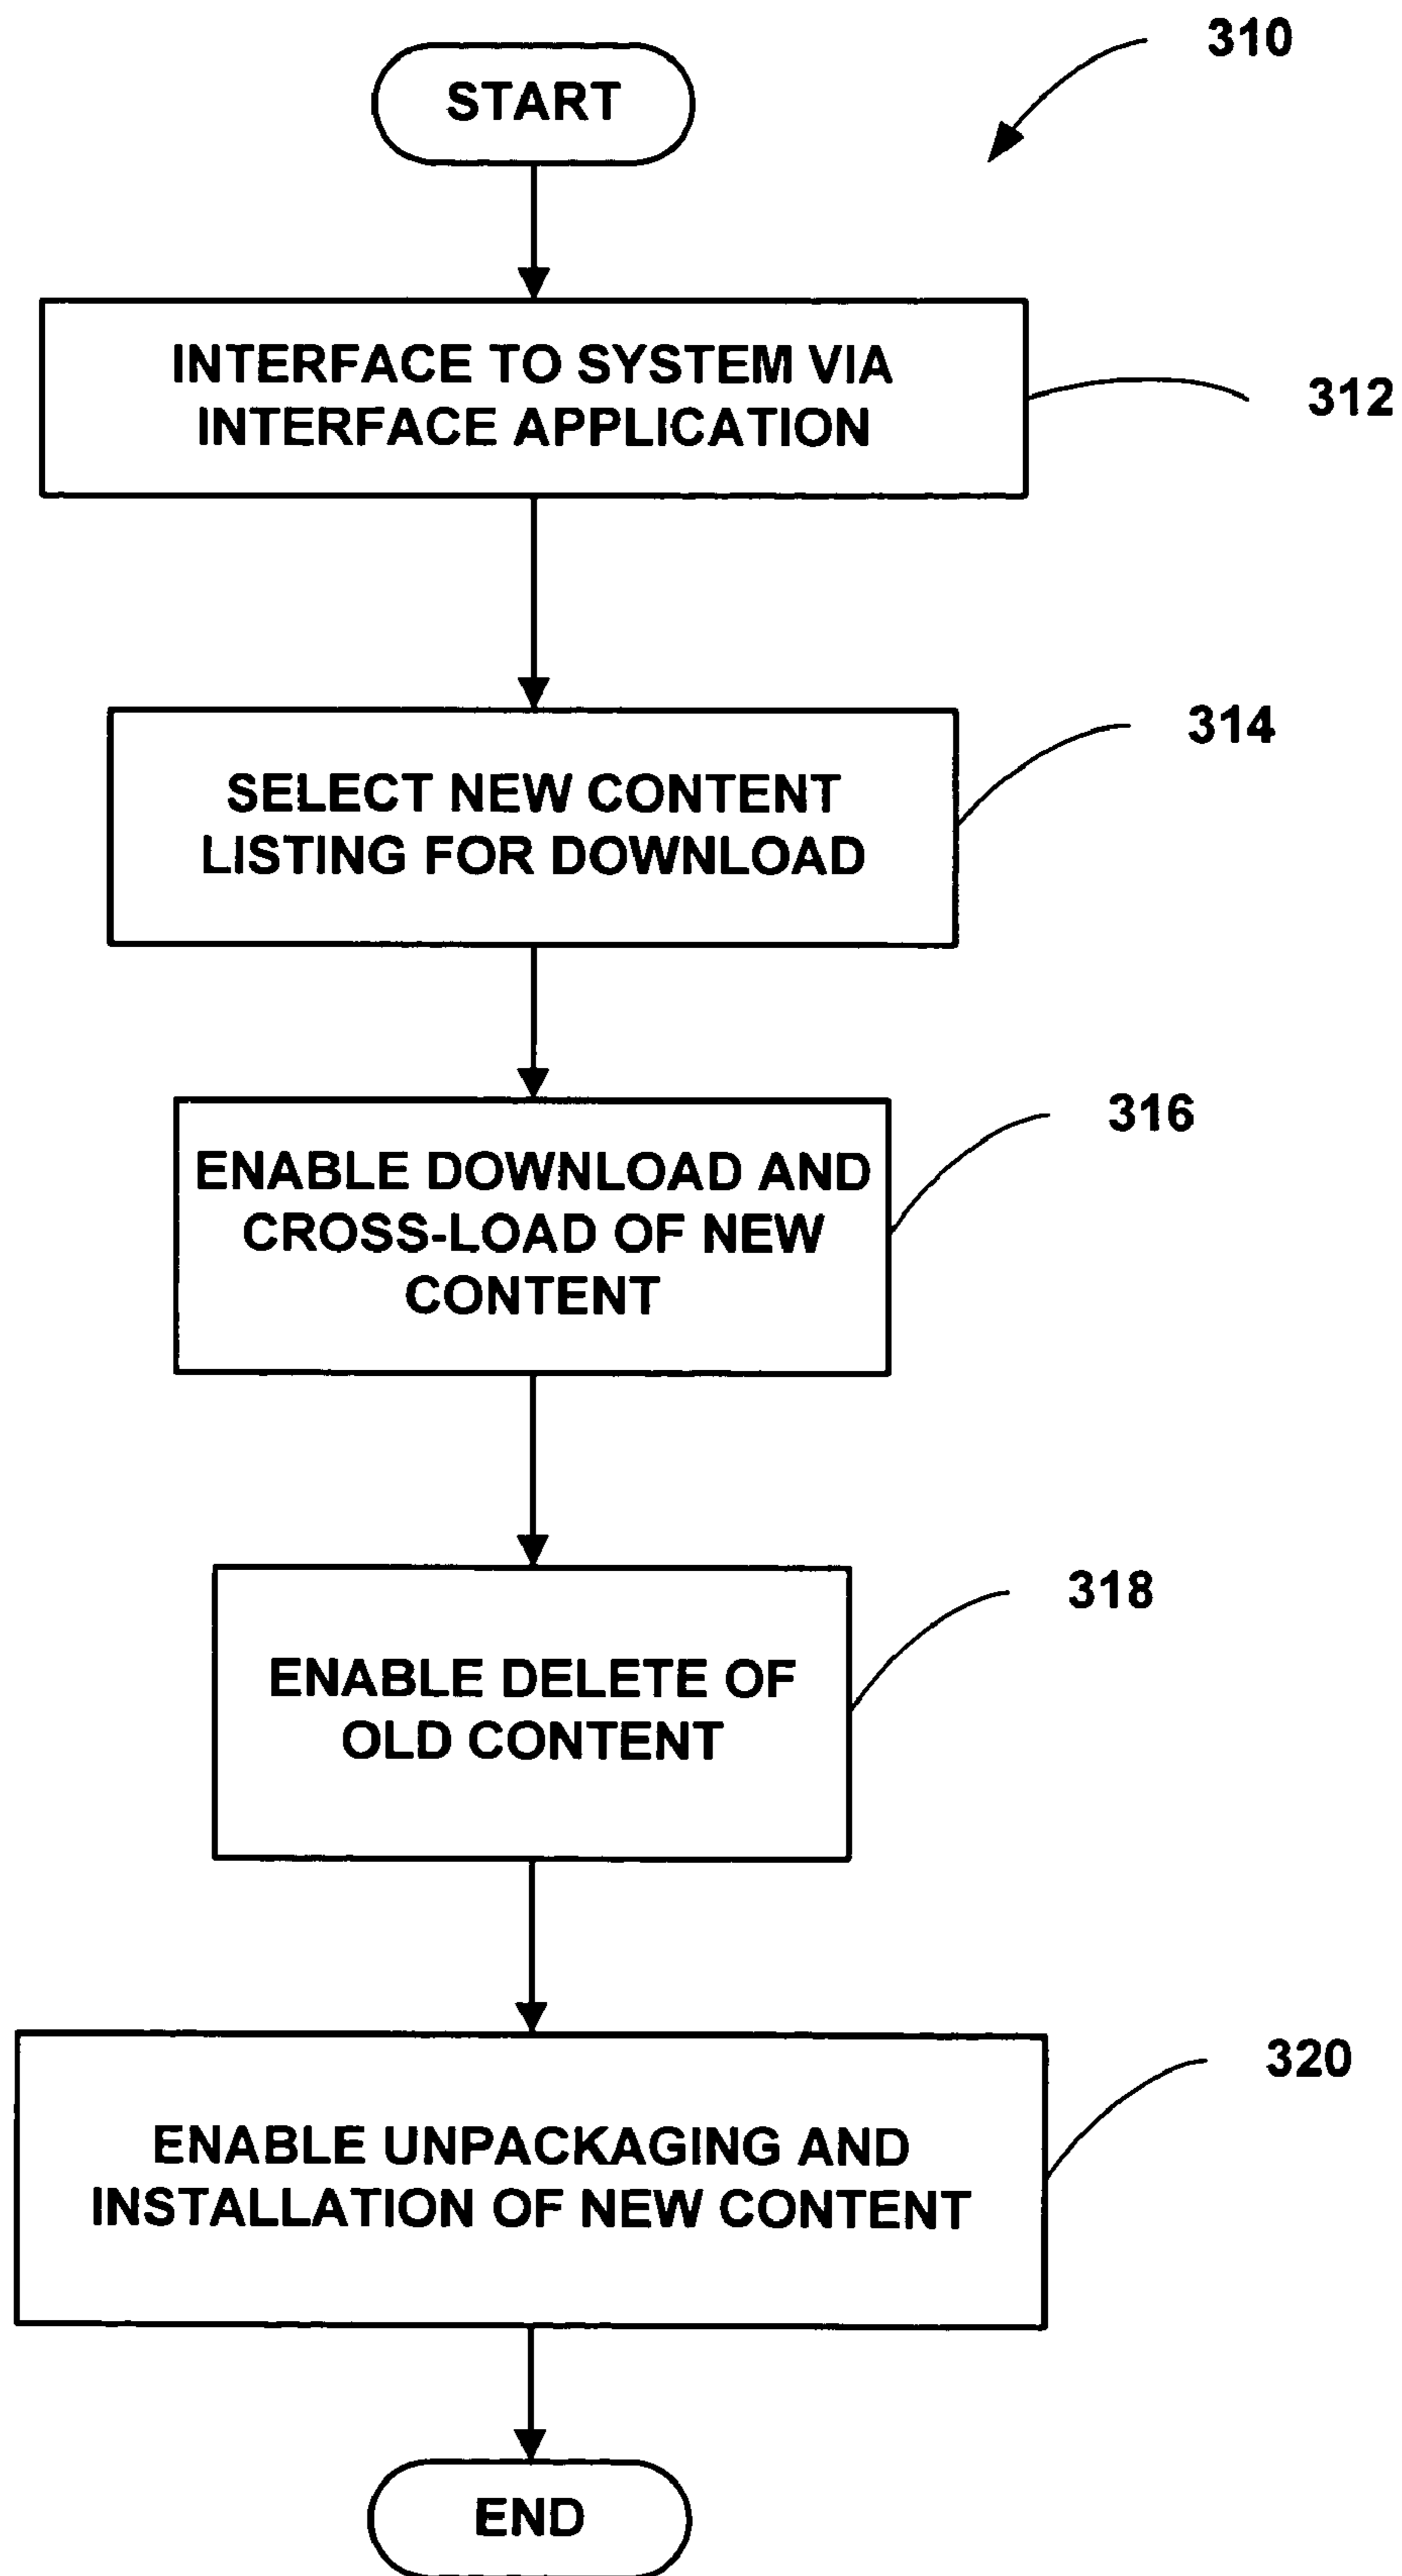 310
START
INTERFACE TO SYSTEM VIA
INTERFACE APPLICATION
312
314
SELECT NEW CONTENT
LISTING FOR DOWNLOAD
316
ENABLE DOWNLOAD AND
CROSS-LOAD OF NEW
CONTENT
318
ENABLE DELETE OF
OLD CONTENT
320
ENABLE UNPACKAGING AND
INSTALLATION OF NEW CONTENT
END